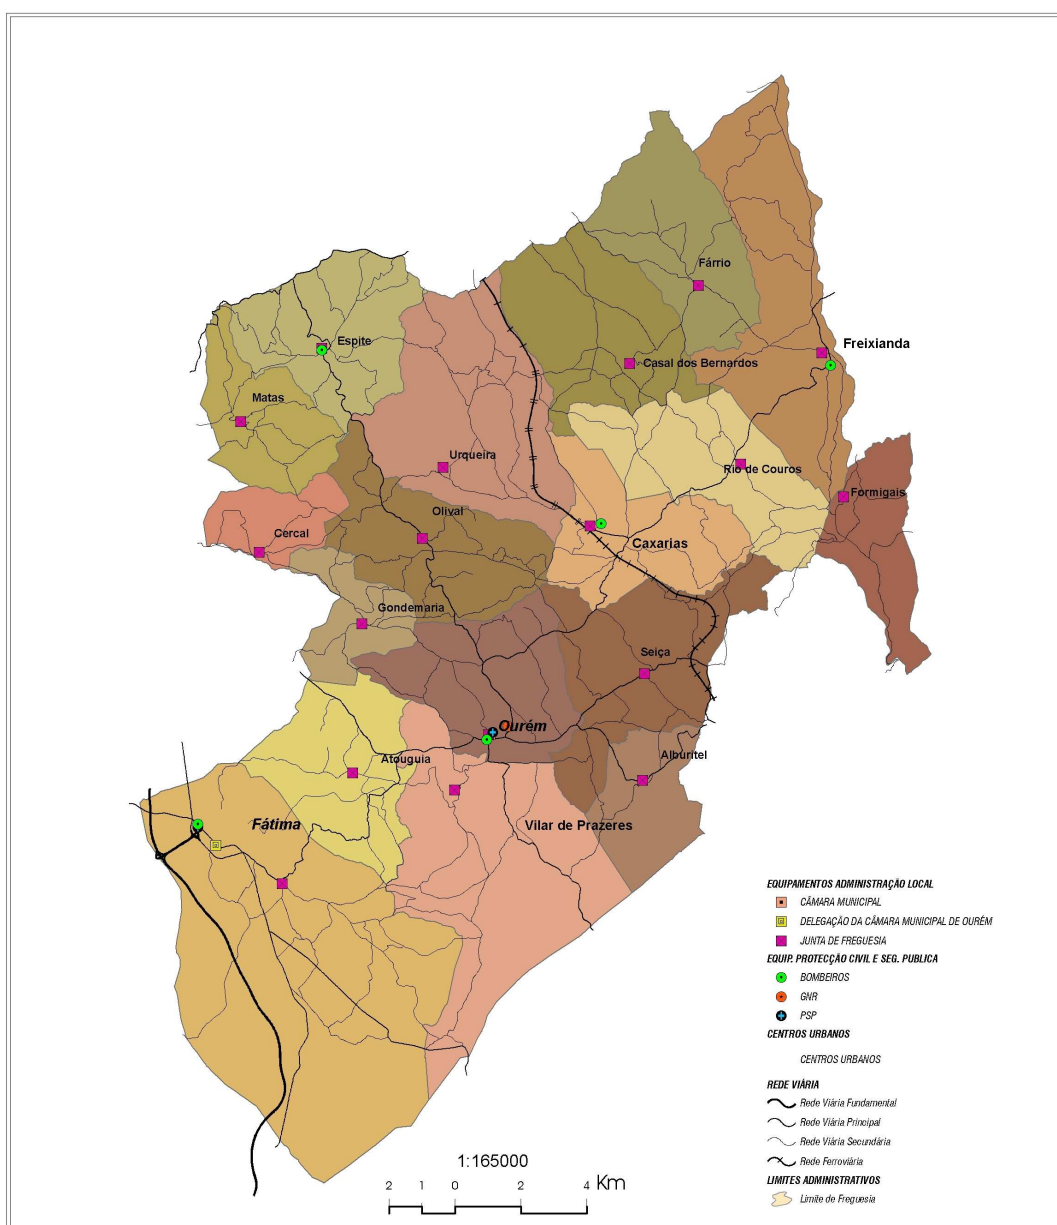 Fárrio
Freixianda
Espite
Casal dos Bernardos
Matas
Urqueira
Rio de Couros
Formigais
Olival
Cercal
Caxarias
Gondemaria
Seiça
Ourém
Alburitel
Atouguia
Fátima
Vilar de Prazeres
EQUIPAMENTOS ADMINISTRAÇÃO LOCAL
CÂMARA MUNICIPAL
DELEGAÇÃO DA CÂMARA MUNICIPAL DE OURÉM
JUNTA DE FREGUESIA
EQUIP. PROTECÇÃO CIVIL E SEG. PUBLICA
BOMBEIROS
GNR
PSP
CENTROS URBANOS
CENTROS URBANOS
REDE VIÁRIA
Rede Viária Fundamental
Rede Viária Principal
Rede Viária Secundária
Rede Ferroviária
LIMITES ADMINISTRATIVOS
Limite de Freguesia
1:165000
2 1 0 2 4 Km